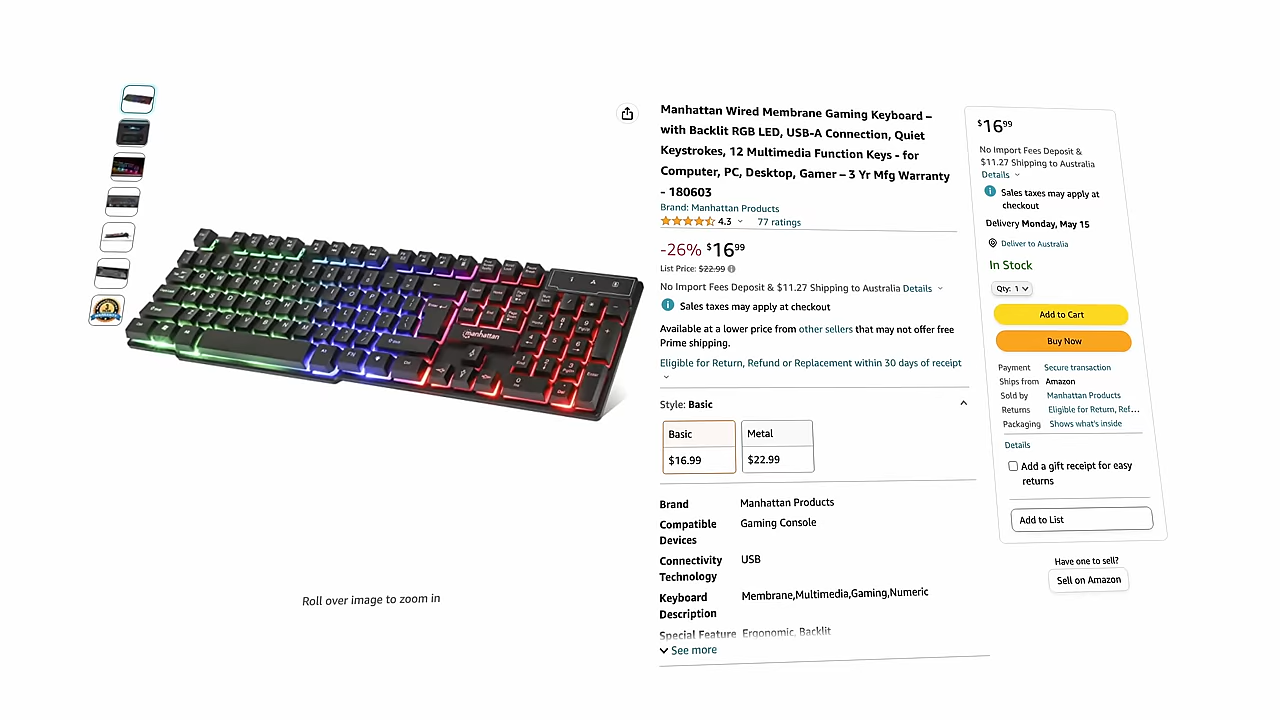 Manhattan Wired Membrane Gaming Keyboard –
with Backlit RGB LED, USB-A Connection, Quiet
Keystrokes, 12 Multimedia Function Keys - for
Computer, PC, Desktop, Gamer – 3 Yr Mfg Warranty
- 180603
Brand: Manhattan Products
4.3 77 ratings
-26% $16 99
List Price: $22.99
No Import Fees Deposit & $11.27 Shipping to Australia Details
Sales taxes may apply at checkout
Available at a lower price from other sellers that may not offer free
Prime shipping.
Eligible for Return, Refund or Replacement within 30 days of receipt
Style: Basic
Basic
$16.99
Metal
$22.99
Brand Manhattan Products
Compatible Devices Gaming Console
Connectivity Technology USB
Keyboard Description Membrane,Multimedia,Gaming,Numeric
Special Feature Ergonomic, Backlit
See more
manhattan
Roll over image to zoom in
$16 99
No Import Fees Deposit &
$11.27 Shipping to Australia
Details
Sales taxes may apply at
checkout
Delivery Monday, May 15
Deliver to Australia
In Stock
Qty: 1
Add to Cart
Buy Now
Payment Secure transaction
Ships from Amazon
Sold by Manhattan Products
Returns Eligible for Return, Ref...
Packaging Shows what's inside
Details
Add a gift receipt for easy
returns
Add to List
Have one to sell?
Sell on Amazon